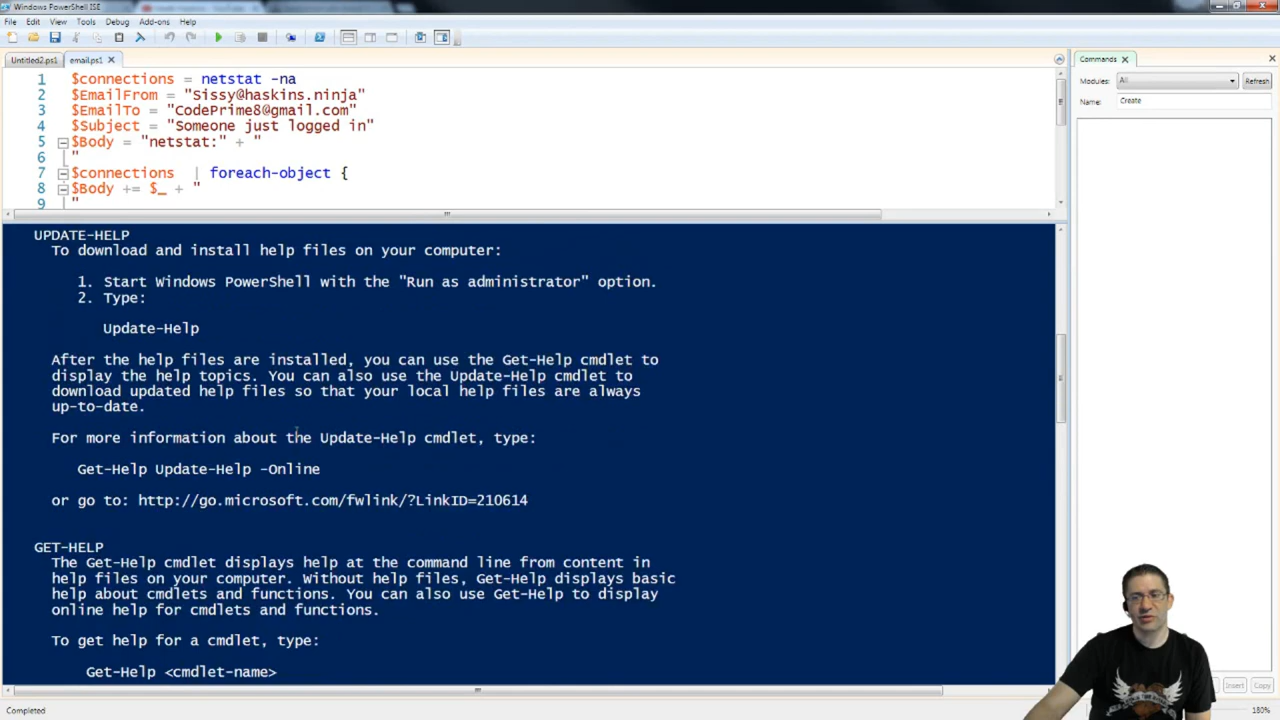 Windows PowerShell ISE
File Edit View Tools Debug Add-ons Help
Untitled2.ps1 email.ps1
1 $connections = netstat -na
2 $EmailFrom = "Sissy@haskins.ninja"
3 $EmailTo = "CodePrime8@gmail.com"
4 $Subject = "Someone just logged in"
5 $Body = "netstat:" + "
6 "
7 $connections | foreach-object {
8 $Body += $_ + "
9 "
Commands
Modules: All Refresh
Name: Create
UPDATE-HELP
To download and install help files on your computer:
1. Start Windows PowerShell with the "Run as administrator" option.
2. Type:
Update-Help
After the help files are installed, you can use the Get-Help cmdlet to
display the help topics. You can also use the Update-Help cmdlet to
download updated help files so that your local help files are always
up-to-date.
For more information about the Update-Help cmdlet, type:
Get-Help Update-Help -Online
or go to: http://go.microsoft.com/fwlink/?LinkID=210614
GET-HELP
The Get-Help cmdlet displays help at the command line from content in
help files on your computer. Without help files, Get-Help displays basic
help about cmdlets and functions. You can also use Get-Help to display
online help for cmdlets and functions.
To get help for a cmdlet, type:
Get-Help <cmdlet-name>
Insert Copy
Completed
180%